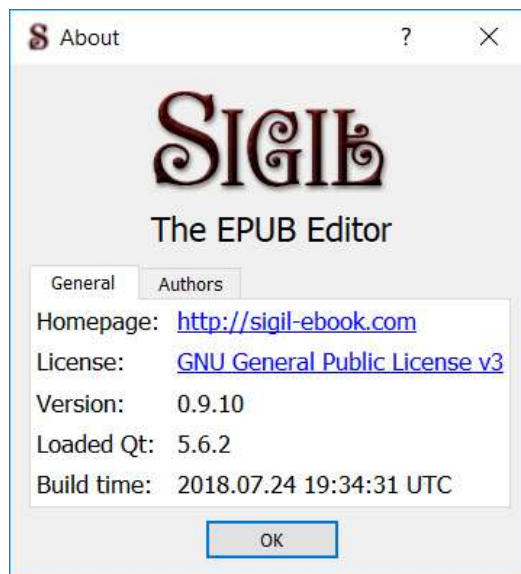 About
SIGIL
The EPUB Editor
General Authors
Homepage: http://sigil-ebook.com
License: GNU General Public License v3
Version: 0.9.10
Loaded Qt: 5.6.2
Build time: 2018.07.24 19:34:31 UTC
OK